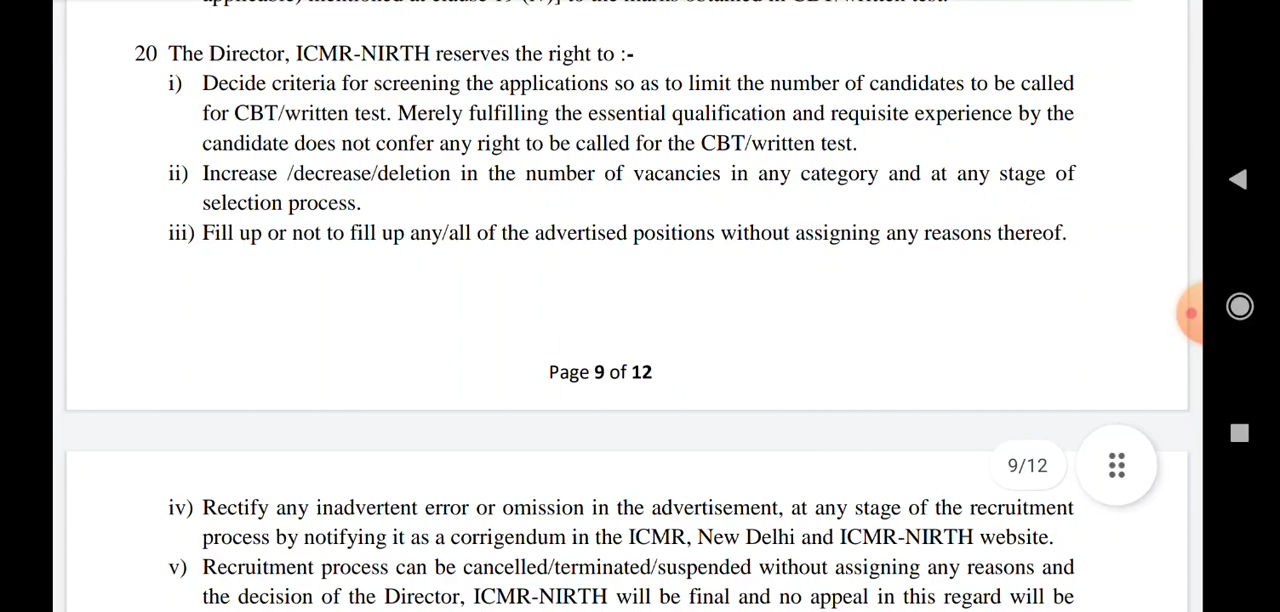 20 The Director, ICMR-NIRTH reserves the right to :-
i) Decide criteria for screening the applications so as to limit the number of candidates to be called
for CBT/written test. Merely fulfilling the essential qualification and requisite experience by the
candidate does not confer any right to be called for the CBT/written test.
ii) Increase /decrease/deletion in the number of vacancies in any category and at any stage of
selection process.
iii) Fill up or not to fill up any/all of the advertised positions without assigning any reasons thereof.
Page 9 of 12
9/12
iv) Rectify any inadvertent error or omission in the advertisement, at any stage of the recruitment
process by notifying it as a corrigendum in the ICMR, New Delhi and ICMR-NIRTH website.
v) Recruitment process can be cancelled/terminated/suspended without assigning any reasons and
the decision of the Director, ICMR-NIRTH will be final and no appeal in this regard will be